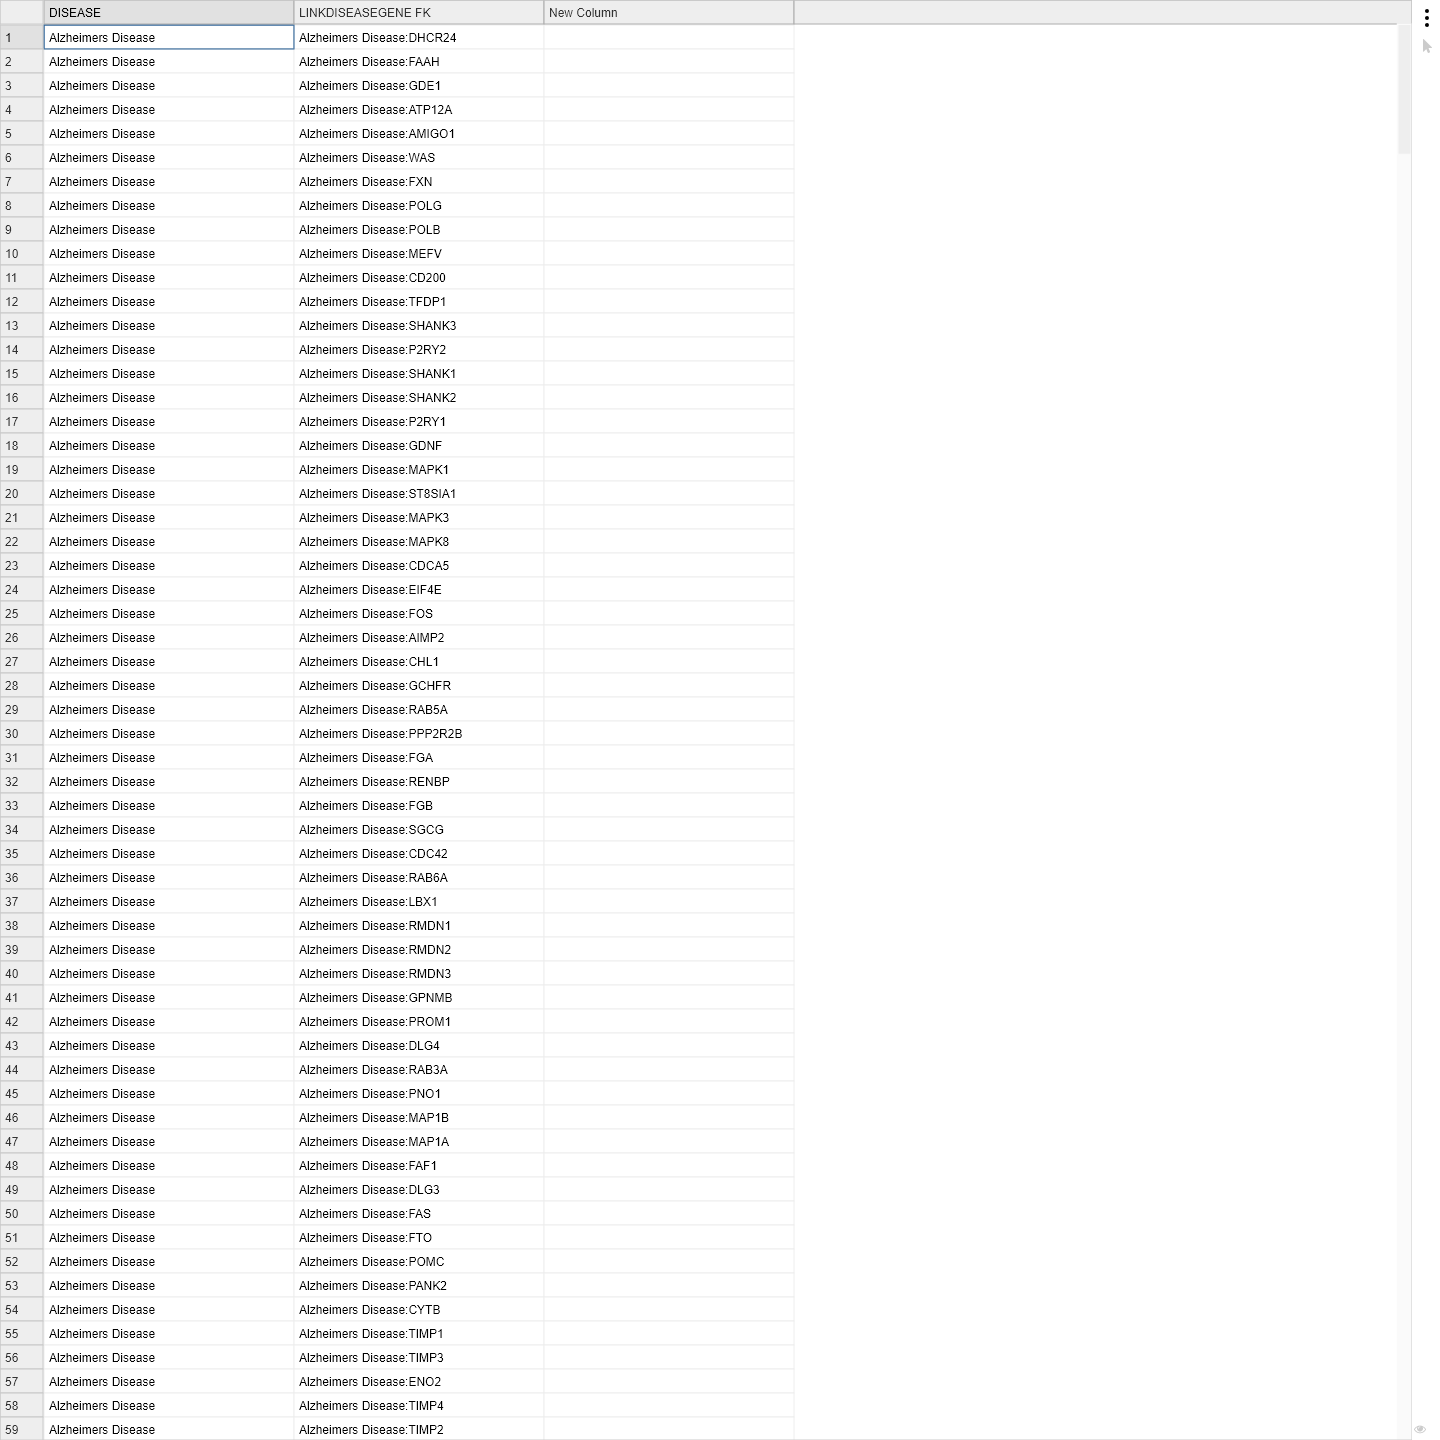 DISEASE LINKDISEASEGENE FK New Column
1 Alzheimers Disease Alzheimers Disease:DHCR24
2 Alzheimers Disease Alzheimers Disease:FAAH
3 Alzheimers Disease Alzheimers Disease:GDE1
4 Alzheimers Disease Alzheimers Disease:ATP12A
5 Alzheimers Disease Alzheimers Disease:AMIGO1
6 Alzheimers Disease Alzheimers Disease:WAS
7 Alzheimers Disease Alzheimers Disease:FXN
8 Alzheimers Disease Alzheimers Disease:POLG
9 Alzheimers Disease Alzheimers Disease:POLB
10 Alzheimers Disease Alzheimers Disease:MEFV
11 Alzheimers Disease Alzheimers Disease:CD200
12 Alzheimers Disease Alzheimers Disease:TFDP1
13 Alzheimers Disease Alzheimers Disease:SHANK3
14 Alzheimers Disease Alzheimers Disease:P2RY2
15 Alzheimers Disease Alzheimers Disease:SHANK1
16 Alzheimers Disease Alzheimers Disease:SHANK2
17 Alzheimers Disease Alzheimers Disease:P2RY1
18 Alzheimers Disease Alzheimers Disease:GDNF
19 Alzheimers Disease Alzheimers Disease:MAPK1
20 Alzheimers Disease Alzheimers Disease:ST8SIA1
21 Alzheimers Disease Alzheimers Disease:MAPK3
22 Alzheimers Disease Alzheimers Disease:MAPK8
23 Alzheimers Disease Alzheimers Disease:CDCA5
24 Alzheimers Disease Alzheimers Disease:EIF4E
25 Alzheimers Disease Alzheimers Disease:FOS
26 Alzheimers Disease Alzheimers Disease:AIMP2
27 Alzheimers Disease Alzheimers Disease:CHL1
28 Alzheimers Disease Alzheimers Disease:GCHFR
29 Alzheimers Disease Alzheimers Disease:RAB5A
30 Alzheimers Disease Alzheimers Disease:PPP2R2B
31 Alzheimers Disease Alzheimers Disease:FGA
32 Alzheimers Disease Alzheimers Disease:RENBP
33 Alzheimers Disease Alzheimers Disease:FGB
34 Alzheimers Disease Alzheimers Disease:SGCG
35 Alzheimers Disease Alzheimers Disease:CDC42
36 Alzheimers Disease Alzheimers Disease:RAB6A
37 Alzheimers Disease Alzheimers Disease:LBX1
38 Alzheimers Disease Alzheimers Disease:RMDN1
39 Alzheimers Disease Alzheimers Disease:RMDN2
40 Alzheimers Disease Alzheimers Disease:RMDN3
41 Alzheimers Disease Alzheimers Disease:GPNMB
42 Alzheimers Disease Alzheimers Disease:PROM1
43 Alzheimers Disease Alzheimers Disease:DLG4
44 Alzheimers Disease Alzheimers Disease:RAB3A
45 Alzheimers Disease Alzheimers Disease:PNO1
46 Alzheimers Disease Alzheimers Disease:MAP1B
47 Alzheimers Disease Alzheimers Disease:MAP1A
48 Alzheimers Disease Alzheimers Disease:FAF1
49 Alzheimers Disease Alzheimers Disease:DLG3
50 Alzheimers Disease Alzheimers Disease:FAS
51 Alzheimers Disease Alzheimers Disease:FTO
52 Alzheimers Disease Alzheimers Disease:POMC
53 Alzheimers Disease Alzheimers Disease:PANK2
54 Alzheimers Disease Alzheimers Disease:CYTB
55 Alzheimers Disease Alzheimers Disease:TIMP1
56 Alzheimers Disease Alzheimers Disease:TIMP3
57 Alzheimers Disease Alzheimers Disease:ENO2
58 Alzheimers Disease Alzheimers Disease:TIMP4
59 Alzheimers Disease Alzheimers Disease:TIMP2